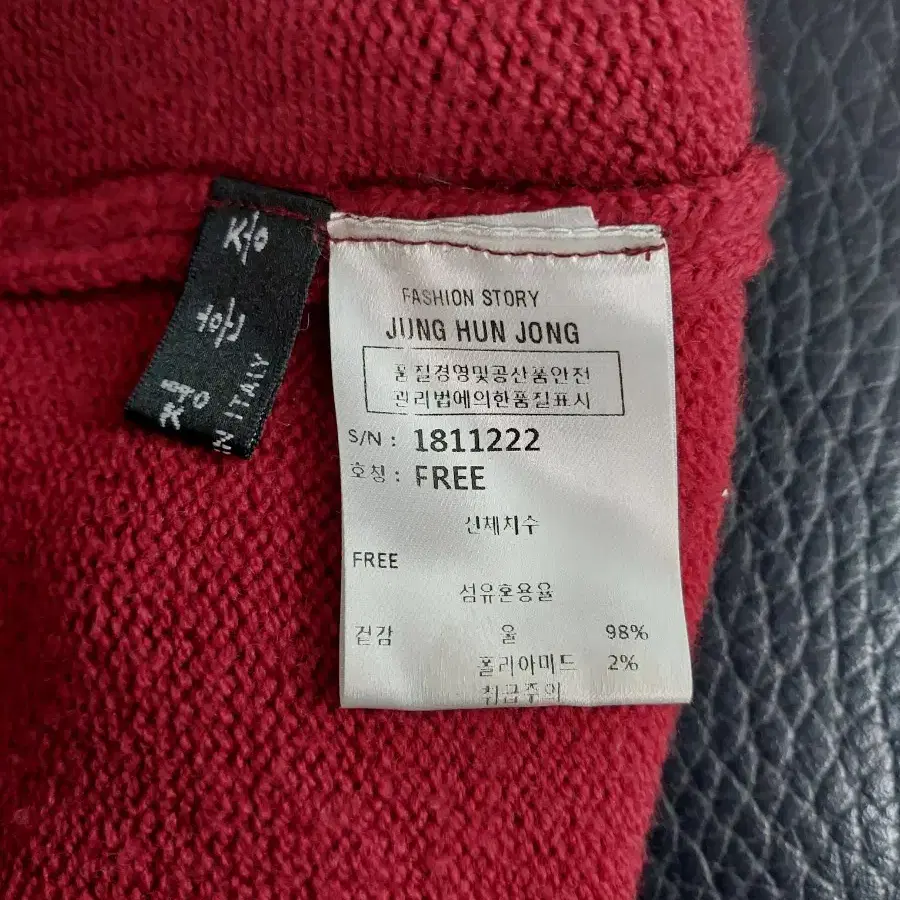 FASHION STORY
JUNG HUN JONG
품질경영및공산품안전
관리법에의한품질표시
S/N : 1811222
호칭 : FREE
신체치수
FREE
섬유혼용율
겉감 울 98%
폴리아미드 2%
취급주의
IN ITALY